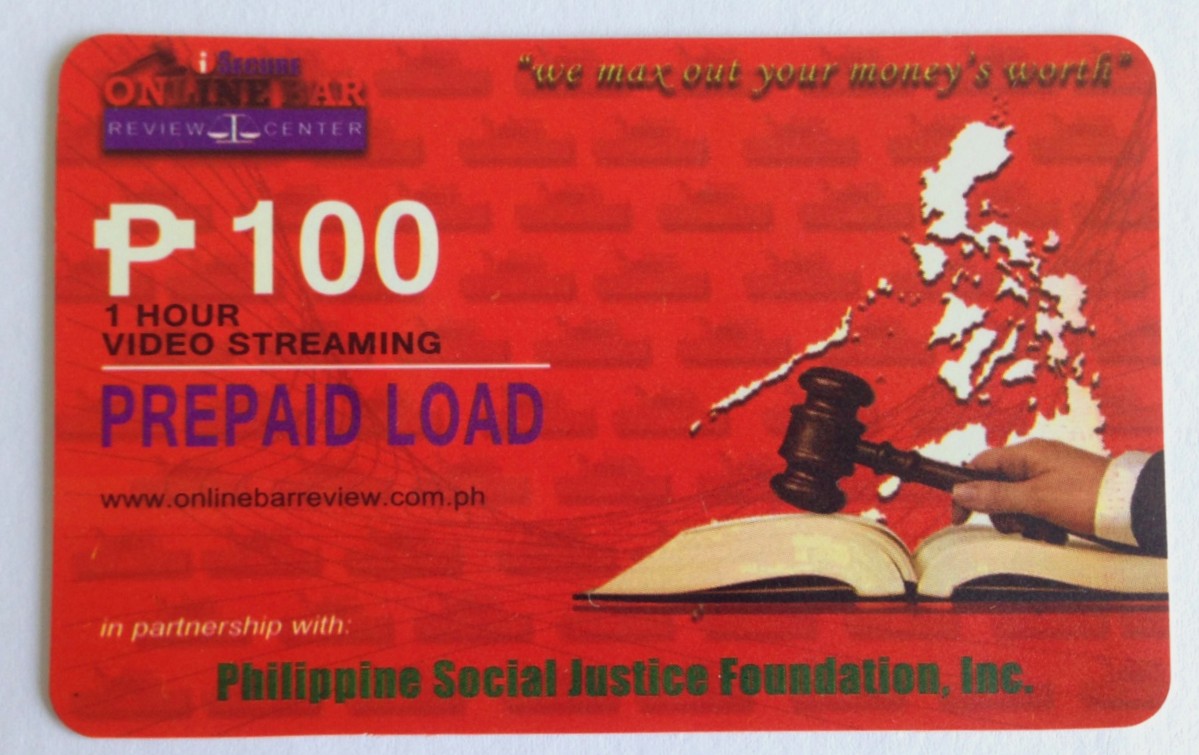 i SECURE
ONLINE BAR
REVIEW CENTER
"we max out your money's worth"
₱ 100
1 HOUR
VIDEO STREAMING
PREPAID LOAD
www.onlinebarreview.com.ph
in partnership with:
Philippine Social Justice Foundation, Inc.